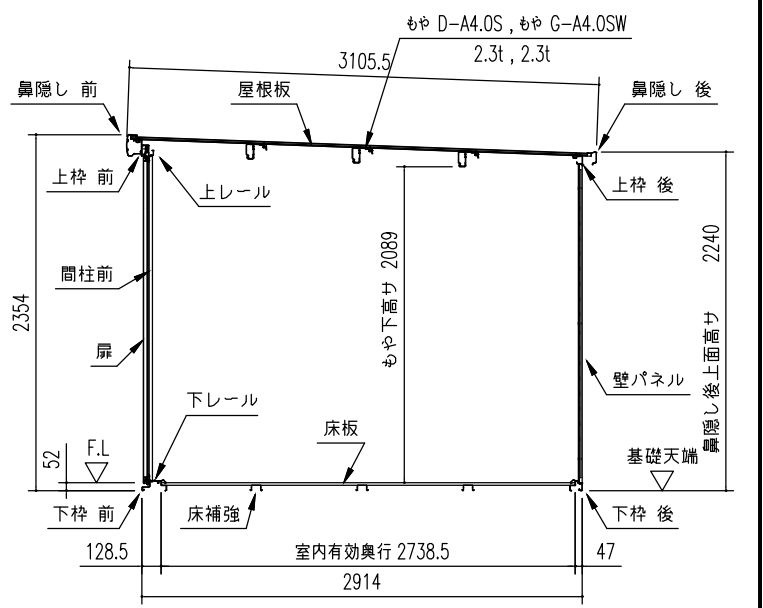 もや D-A4.0S , もや G-A4.0SW
2.3t , 2.3t
3105.5
鼻隠し 前
屋根板
鼻隠し 後
上枠 前
上レール
上枠 後
2354
間柱前
扉
もや下高サ 2089
鼻隠し後上面高サ 2240
壁パネル
下レール
床板
52
F.L
基礎天端
下枠 前
床補強
下枠 後
128.5
室内有効奥行 2738.5
47
2914